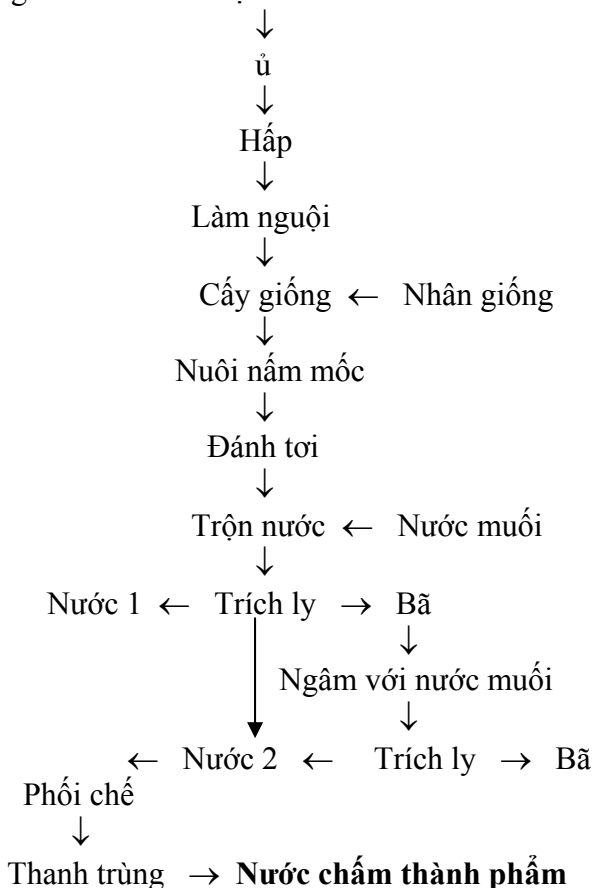 ↓
ủ
↓
Hấp
↓
Làm nguội
↓
Cấy giống ← Nhân giống
↓
Nuôi nấm mốc
↓
Đánh tơi
↓
Trộn nước ← Nước muối
↓
Nước 1 ← Trích ly → Bã
↓
Ngâm với nước muối
↓
← Nước 2 ← Trích ly → Bã
Phối chế
↓
Thanh trùng → Nước chấm thành phẩm